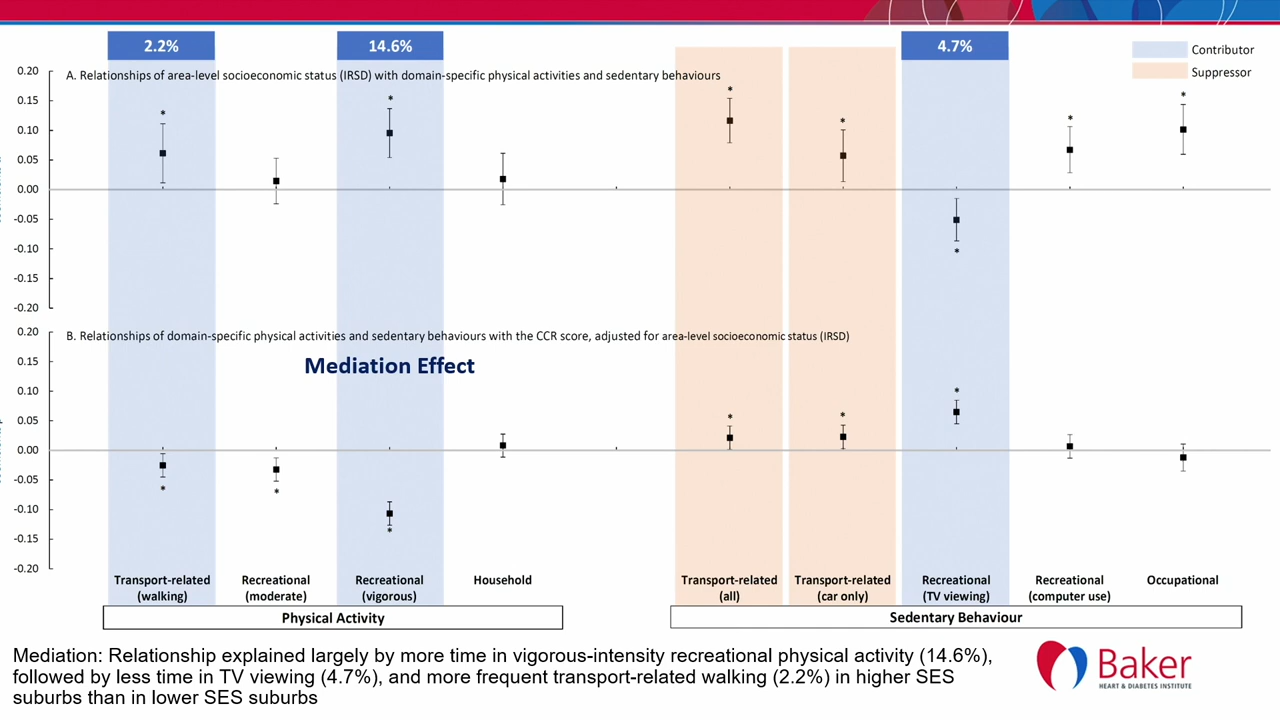 2.2%
14.6%
4.7%
Contributor
Suppressor
A. Relationships of area-level socioeconomic status (IRSD) with domain-specific physical activities and sedentary behaviours
0.20
0.15
0.10
0.05
0.00
-0.05
-0.10
-0.15
-0.20
* * * * * * *
B. Relationships of domain-specific physical activities and sedentary behaviours with the CCR score, adjusted for area-level socioeconomic status (IRSD)
Mediation Effect
0.20
0.15
0.10
0.05
0.00
-0.05
-0.10
-0.15
-0.20
* * * * * *
Transport-related
(walking)
Recreational
(moderate)
Recreational
(vigorous)
Household
Transport-related
(all)
Transport-related
(car only)
Recreational
(TV viewing)
Recreational
(computer use)
Occupational
Physical Activity
Sedentary Behaviour
Mediation: Relationship explained largely by more time in vigorous-intensity recreational physical activity (14.6%),
followed by less time in TV viewing (4.7%), and more frequent transport-related walking (2.2%) in higher SES
suburbs than in lower SES suburbs
Baker
HEART & DIABETES INSTITUTE